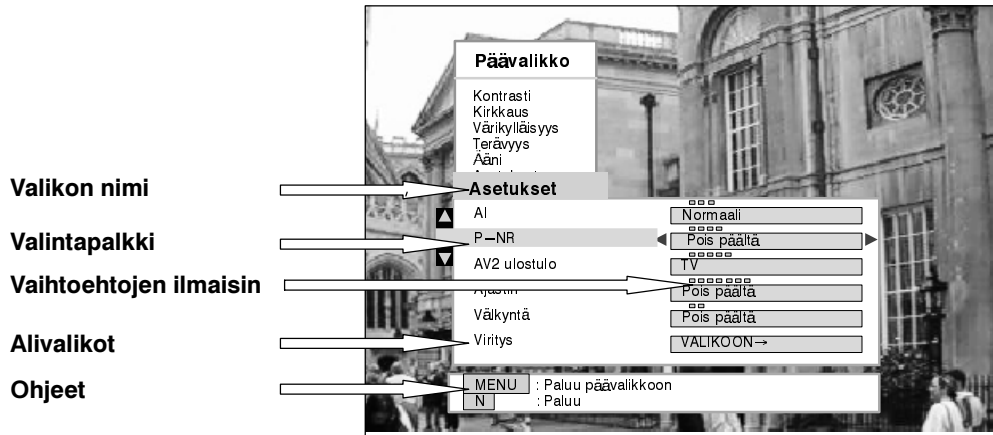 Päävalikko
Kontrasti
Kirkkaus
Värikylläisyys
Terävyys
Ääni
Valikon nimi
Asetukset
AI
Normaali
Valintapalkki
P–NR
Pois päältä
AV2 ulostulo
TV
Vaihtoehtojen ilmaisin
Ajastin
Pois päältä
Välkyntä
Pois päältä
Alivalikot
Viritys
VALIKOON→
Ohjeet
MENU : Paluu päävalikkoon
N : Paluu